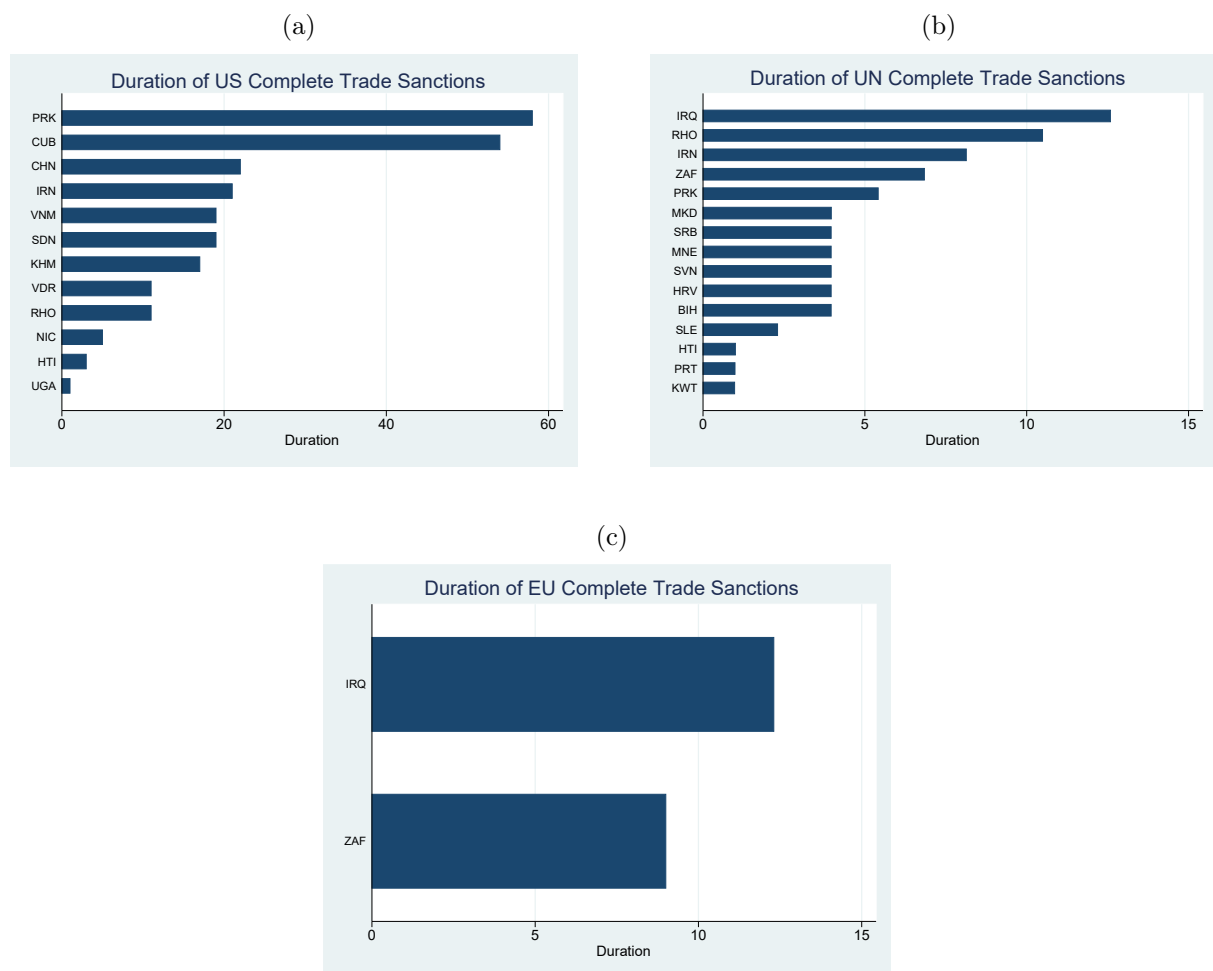 (a)
Duration of US Complete Trade Sanctions
PRK
CUB
CHN
IRN
VNM
SDN
KHM
VDR
RHO
NIC
HTI
UGA
0 20 40 60
Duration
(b)
Duration of UN Complete Trade Sanctions
IRQ
RHO
IRN
ZAF
PRK
MKD
SRB
MNE
SVN
HRV
BIH
SLE
HTI
PRT
KWT
0 5 10 15
Duration
(c)
Duration of EU Complete Trade Sanctions
IRQ
ZAF
0 5 10 15
Duration